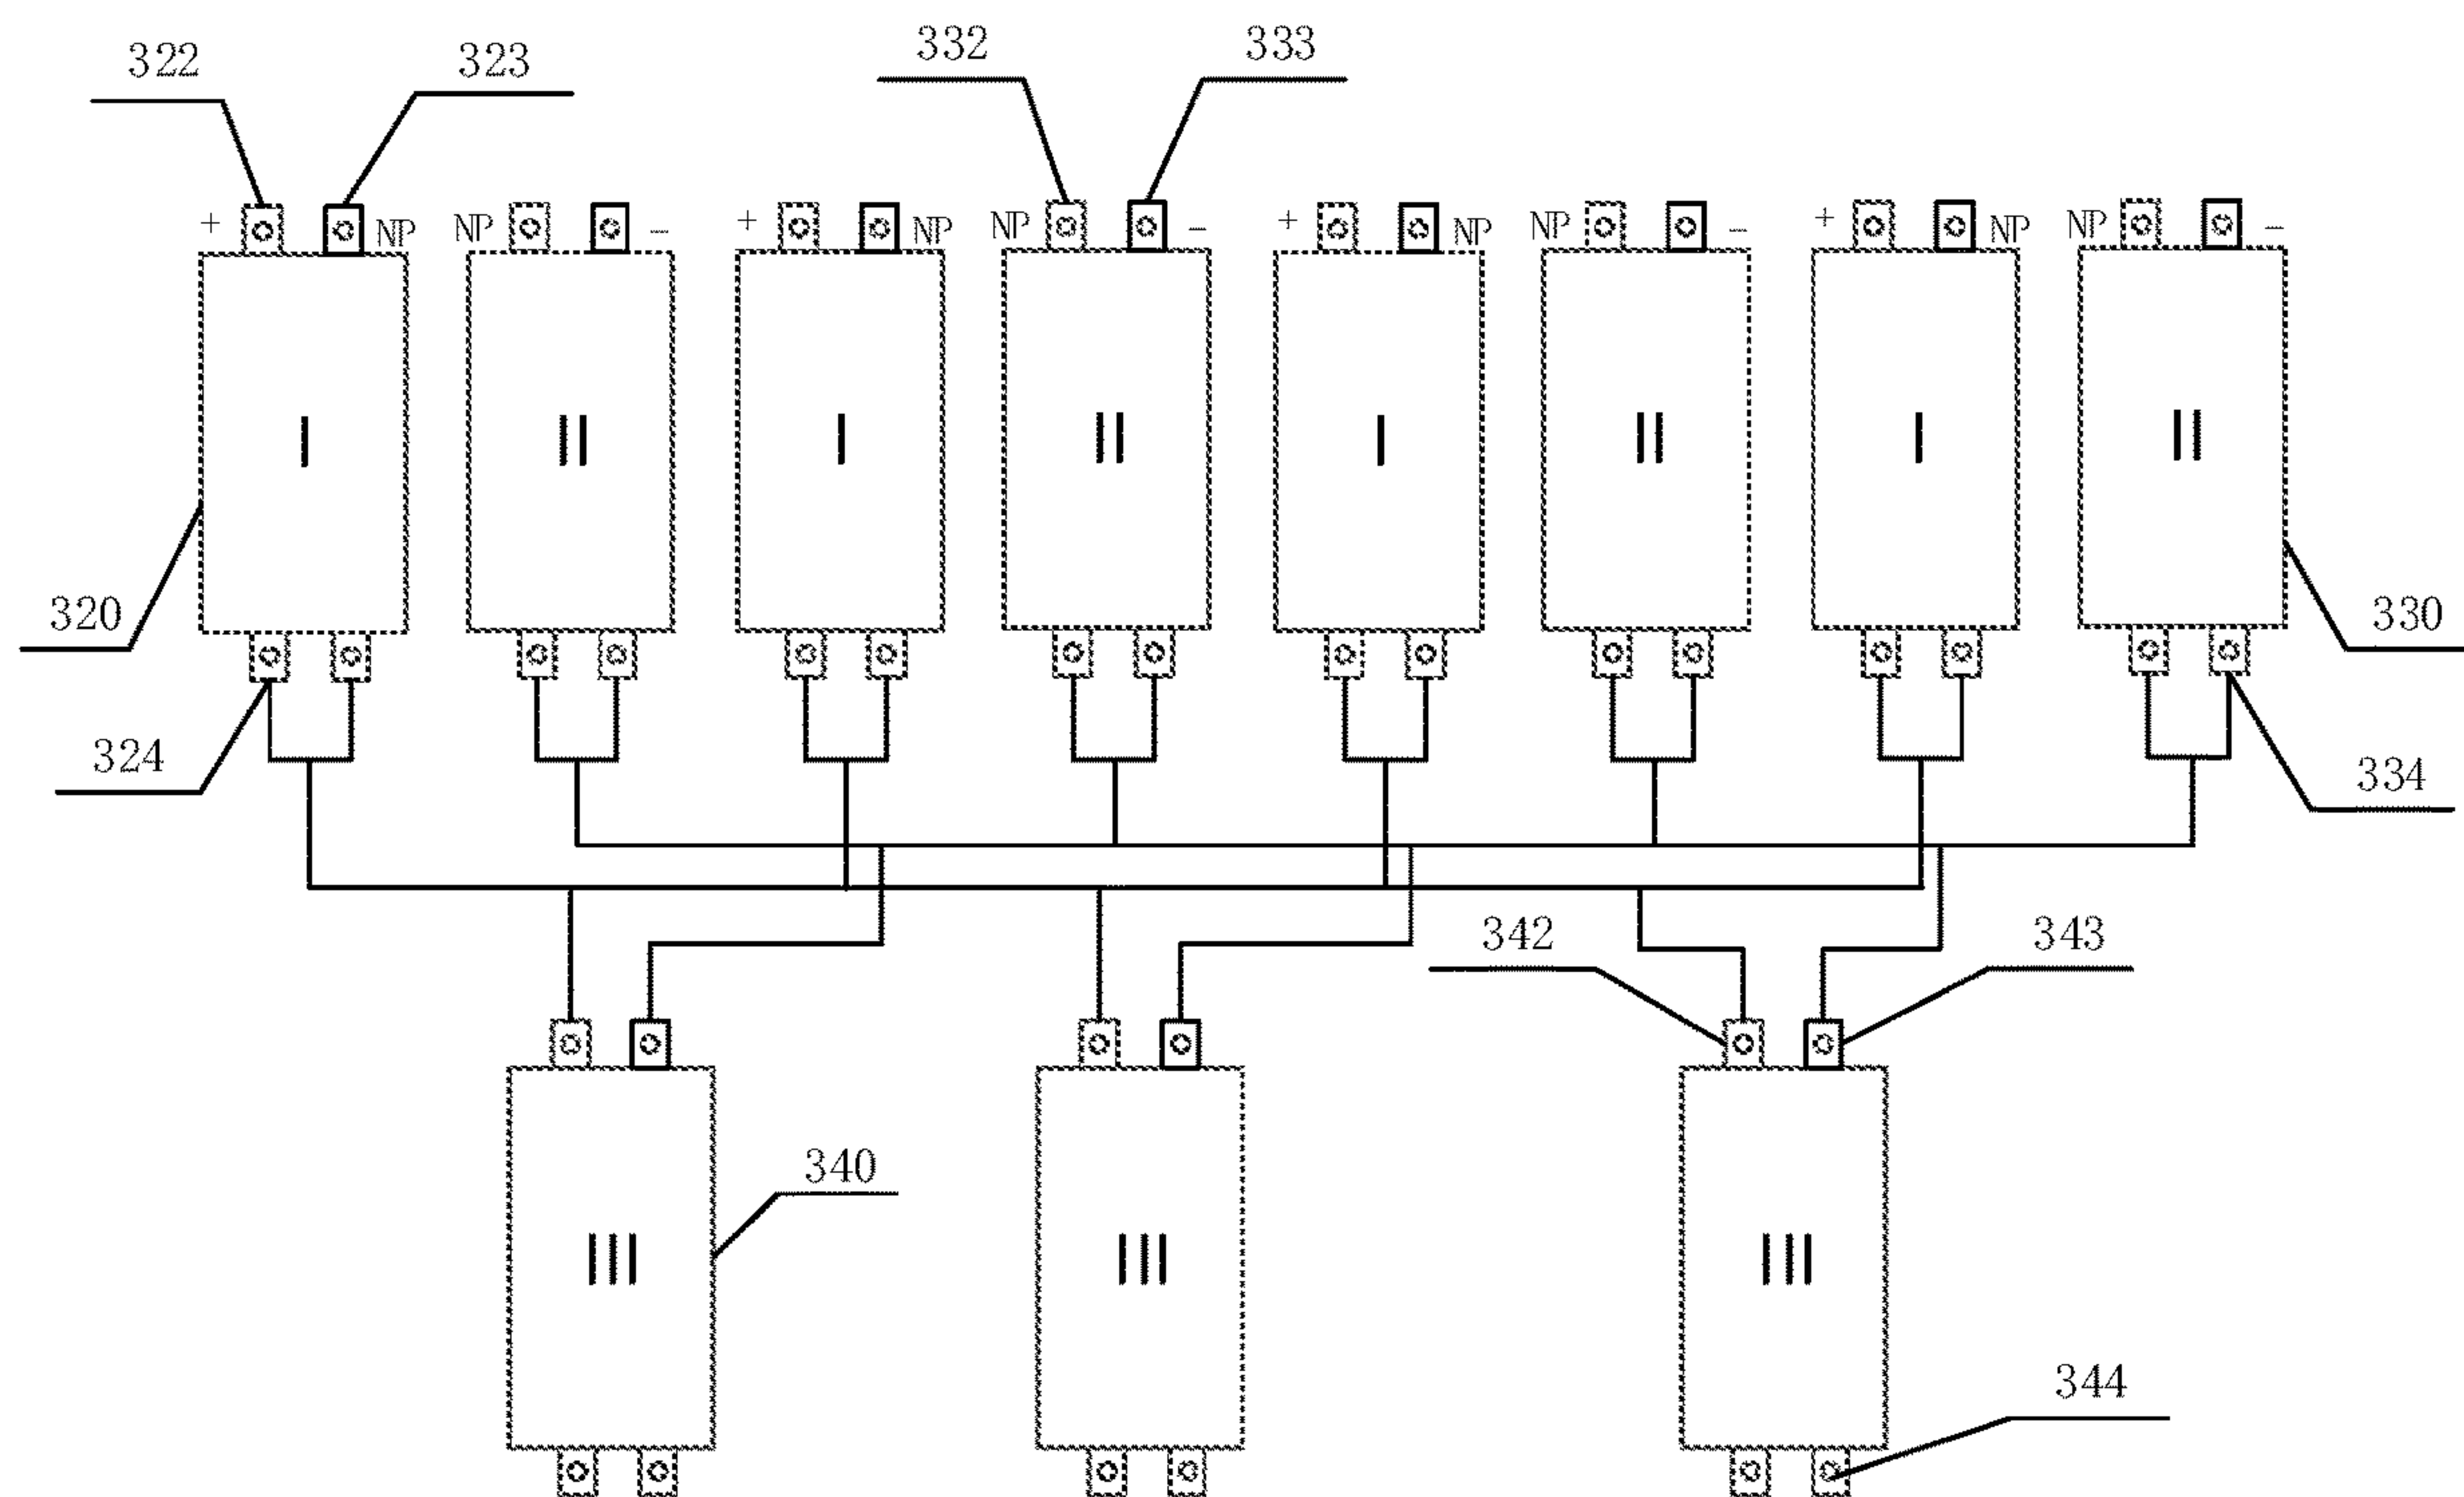 322 323 332 333
+ NP NP - + NP NP - + NP NP - + NP NP -
I II I II I II I II
320 330
324 334
342 343
340
III III III
344